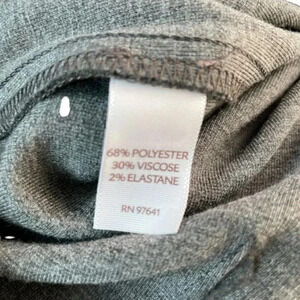 68% POLYESTER
30% VISCOSE
2% ELASTANE
RN 97641